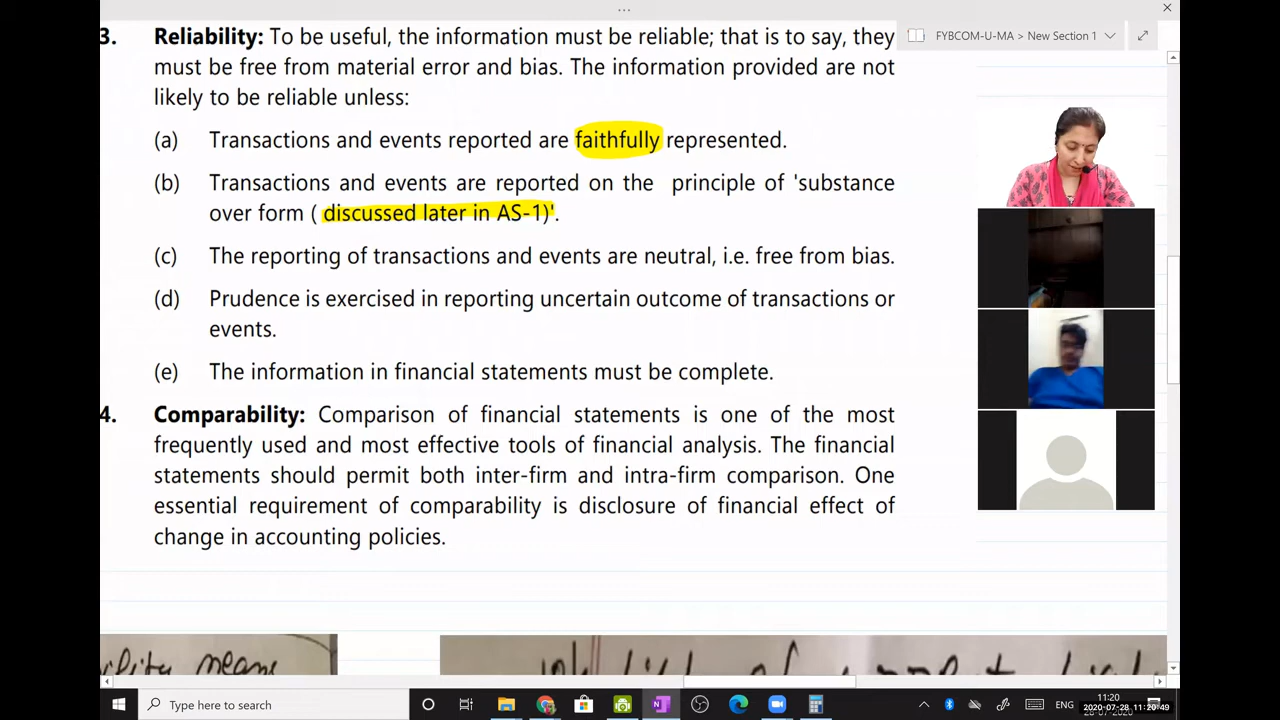 FYBCOM-U-MA > New Section 1
3. Reliability: To be useful, the information must be reliable; that is to say, they
must be free from material error and bias. The information provided are not
likely to be reliable unless:
(a) Transactions and events reported are faithfully represented.
(b) Transactions and events are reported on the principle of 'substance
over form ( discussed later in AS-1)'.
(c) The reporting of transactions and events are neutral, i.e. free from bias.
(d) Prudence is exercised in reporting uncertain outcome of transactions or
events.
(e) The information in financial statements must be complete.
4. Comparability: Comparison of financial statements is one of the most
frequently used and most effective tools of financial analysis. The financial
statements should permit both inter-firm and intra-firm comparison. One
essential requirement of comparability is disclosure of financial effect of
change in accounting policies.
means
of
Type here to search
ENG
11:20
2020-07-28 11:20:49